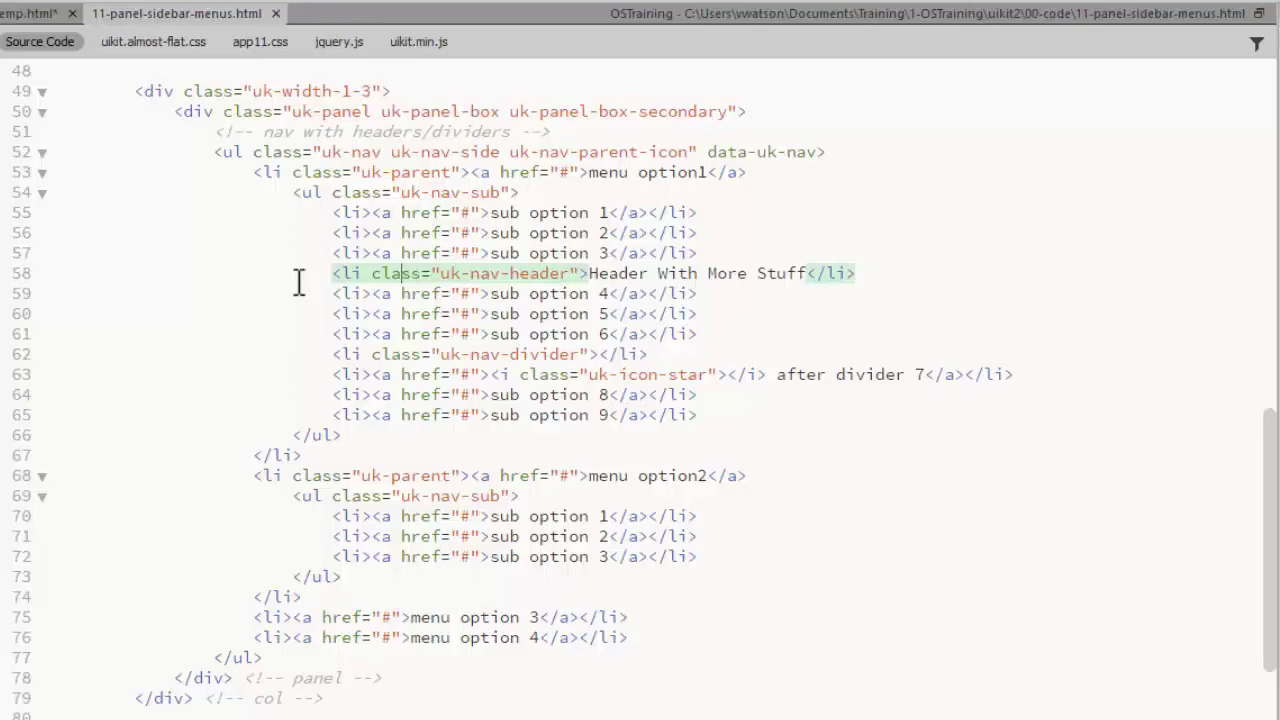 emp.html* × 11-panel-sidebar-menus.html × OSTraining - C:\Users\vwatson\Documents\Training\1-OSTraining\uikit2\00-code\11-panel-sidebar-menus.html
Source Code uikit.almost-flat.css app11.css jquery.js uikit.min.js
48
49 <div class="uk-width-1-3">
50 <div class="uk-panel uk-panel-box uk-panel-box-secondary">
51 <!-- nav with headers/dividers -->
52 <ul class="uk-nav uk-nav-side uk-nav-parent-icon" data-uk-nav>
53 <li class="uk-parent"><a href="#">menu option1</a>
54 <ul class="uk-nav-sub">
55 <li><a href="#">sub option 1</a></li>
56 <li><a href="#">sub option 2</a></li>
57 <li><a href="#">sub option 3</a></li>
58 <li class="uk-nav-header">Header With More Stuff</li>
59 <li><a href="#">sub option 4</a></li>
60 <li><a href="#">sub option 5</a></li>
61 <li><a href="#">sub option 6</a></li>
62 <li class="uk-nav-divider"></li>
63 <li><a href="#"><i class="uk-icon-star"></i> after divider 7</a></li>
64 <li><a href="#">sub option 8</a></li>
65 <li><a href="#">sub option 9</a></li>
66 </ul>
67 </li>
68 <li class="uk-parent"><a href="#">menu option2</a>
69 <ul class="uk-nav-sub">
70 <li><a href="#">sub option 1</a></li>
71 <li><a href="#">sub option 2</a></li>
72 <li><a href="#">sub option 3</a></li>
73 </ul>
74 </li>
75 <li><a href="#">menu option 3</a></li>
76 <li><a href="#">menu option 4</a></li>
77 </ul>
78 </div> <!-- panel -->
79 </div> <!-- col -->
80